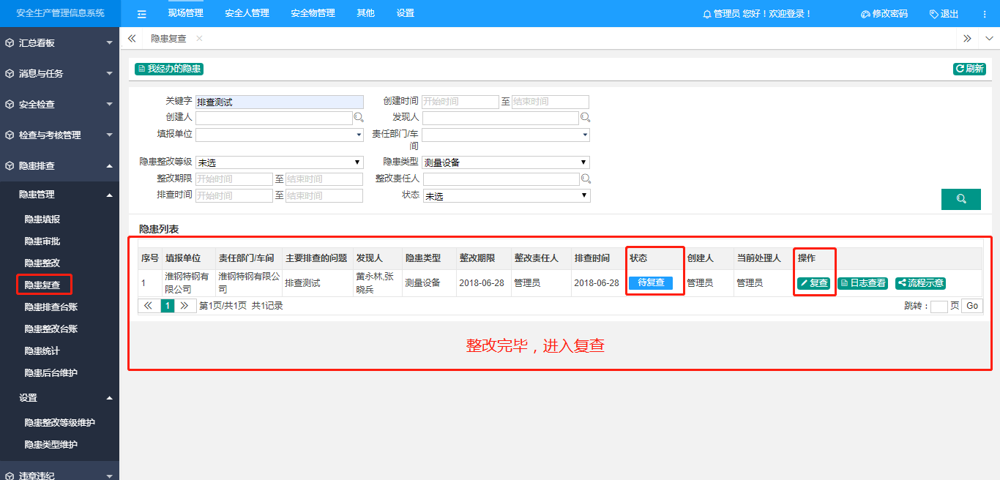 安全生产管理信息系统 现场管理 安全人管理 安全物管理 其他 设置 管理员 您好！欢迎登录！ 修改密码 退出
汇总看板
消息与任务
安全检查
检查与考核管理
隐患排查
隐患管理
隐患填报
隐患审批
隐患整改
隐患复查
隐患排查台账
隐患整改台账
隐患统计
隐患后台维护
设置
隐患整改等级维护
隐患类型维护
违章违纪
隐患复查
我经办的隐患 刷新
关键字 排查测试 创建时间 开始时间 至 结束时间
创建人 发现人
填报单位 责任部门/车
间
隐患整改等级 未选 隐患类型 测量设备
整改期限 开始时间 至 结束时间 整改责任人
排查时间 开始时间 至 结束时间 状态 未选
隐患列表
序号 填报单位 责任部门/车间 主要排查的问题 发现人 隐患类型 整改期限 整改责任人 排查时间 状态 创建人 当前处理人 操作
1 淮钢特钢有 淮钢特钢有限公 排查测试 黄永林,张 测量设备 2018-06-28 管理员 2018-06-28 待复查 管理员 管理员 复查 日志查看 流程示意
限公司 司 晓兵
1 第1页/共1页 共1记录 跳转： 页 Go
整改完毕，进入复查